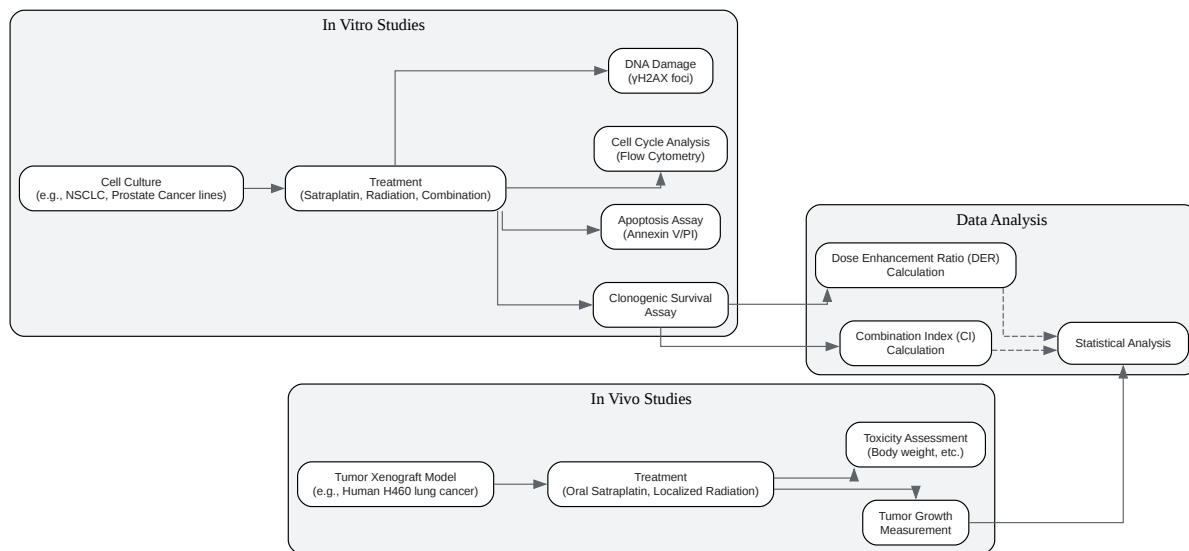 In Vitro Studies
DNA Damage
(γH2AX foci)
Cell Cycle Analysis
(Flow Cytometry)
Cell Culture
(e.g., NSCLC, Prostate Cancer lines)
Treatment
(Satraplatin, Radiation, Combination)
Apoptosis Assay
(Annexin V/PI)
Clonogenic Survival
Assay
Data Analysis
Dose Enhancement Ratio (DER)
Calculation
Combination Index (CI)
Calculation
Statistical Analysis
In Vivo Studies
Toxicity Assessment
(Body weight, etc.)
Tumor Xenograft Model
(e.g., Human H460 lung cancer)
Treatment
(Oral Satraplatin, Localized Radiation)
Tumor Growth
Measurement